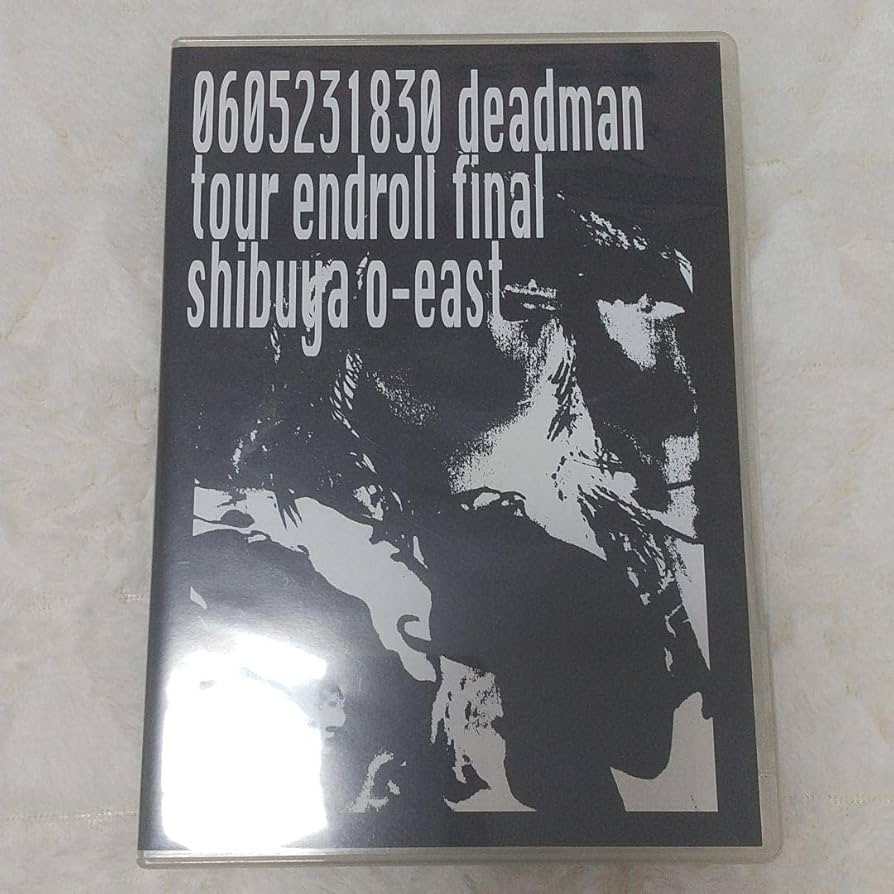 0605231830 deadman
tour endroll final
shibuya o-east